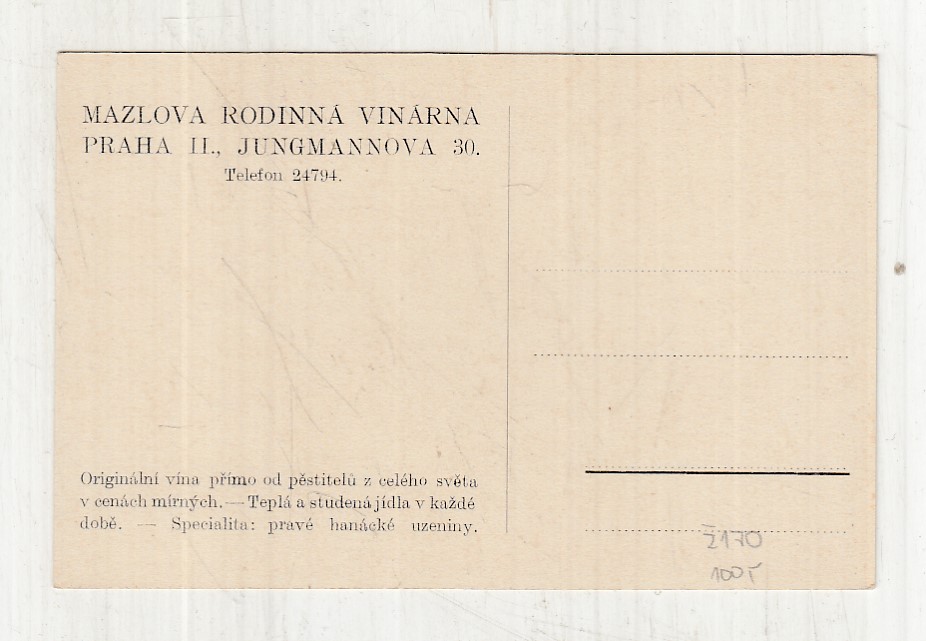 MAZLOVA RODINNÁ VINÁRNA
PRAHA II., JUNGMANNOVA 30.
Telefon 24794.
Originální vína přímo od pěstitelů z celého světa
v cenách mírných. — Teplá a studená jídla v každé
době. — Specialita: pravé hanácké uzeniny.